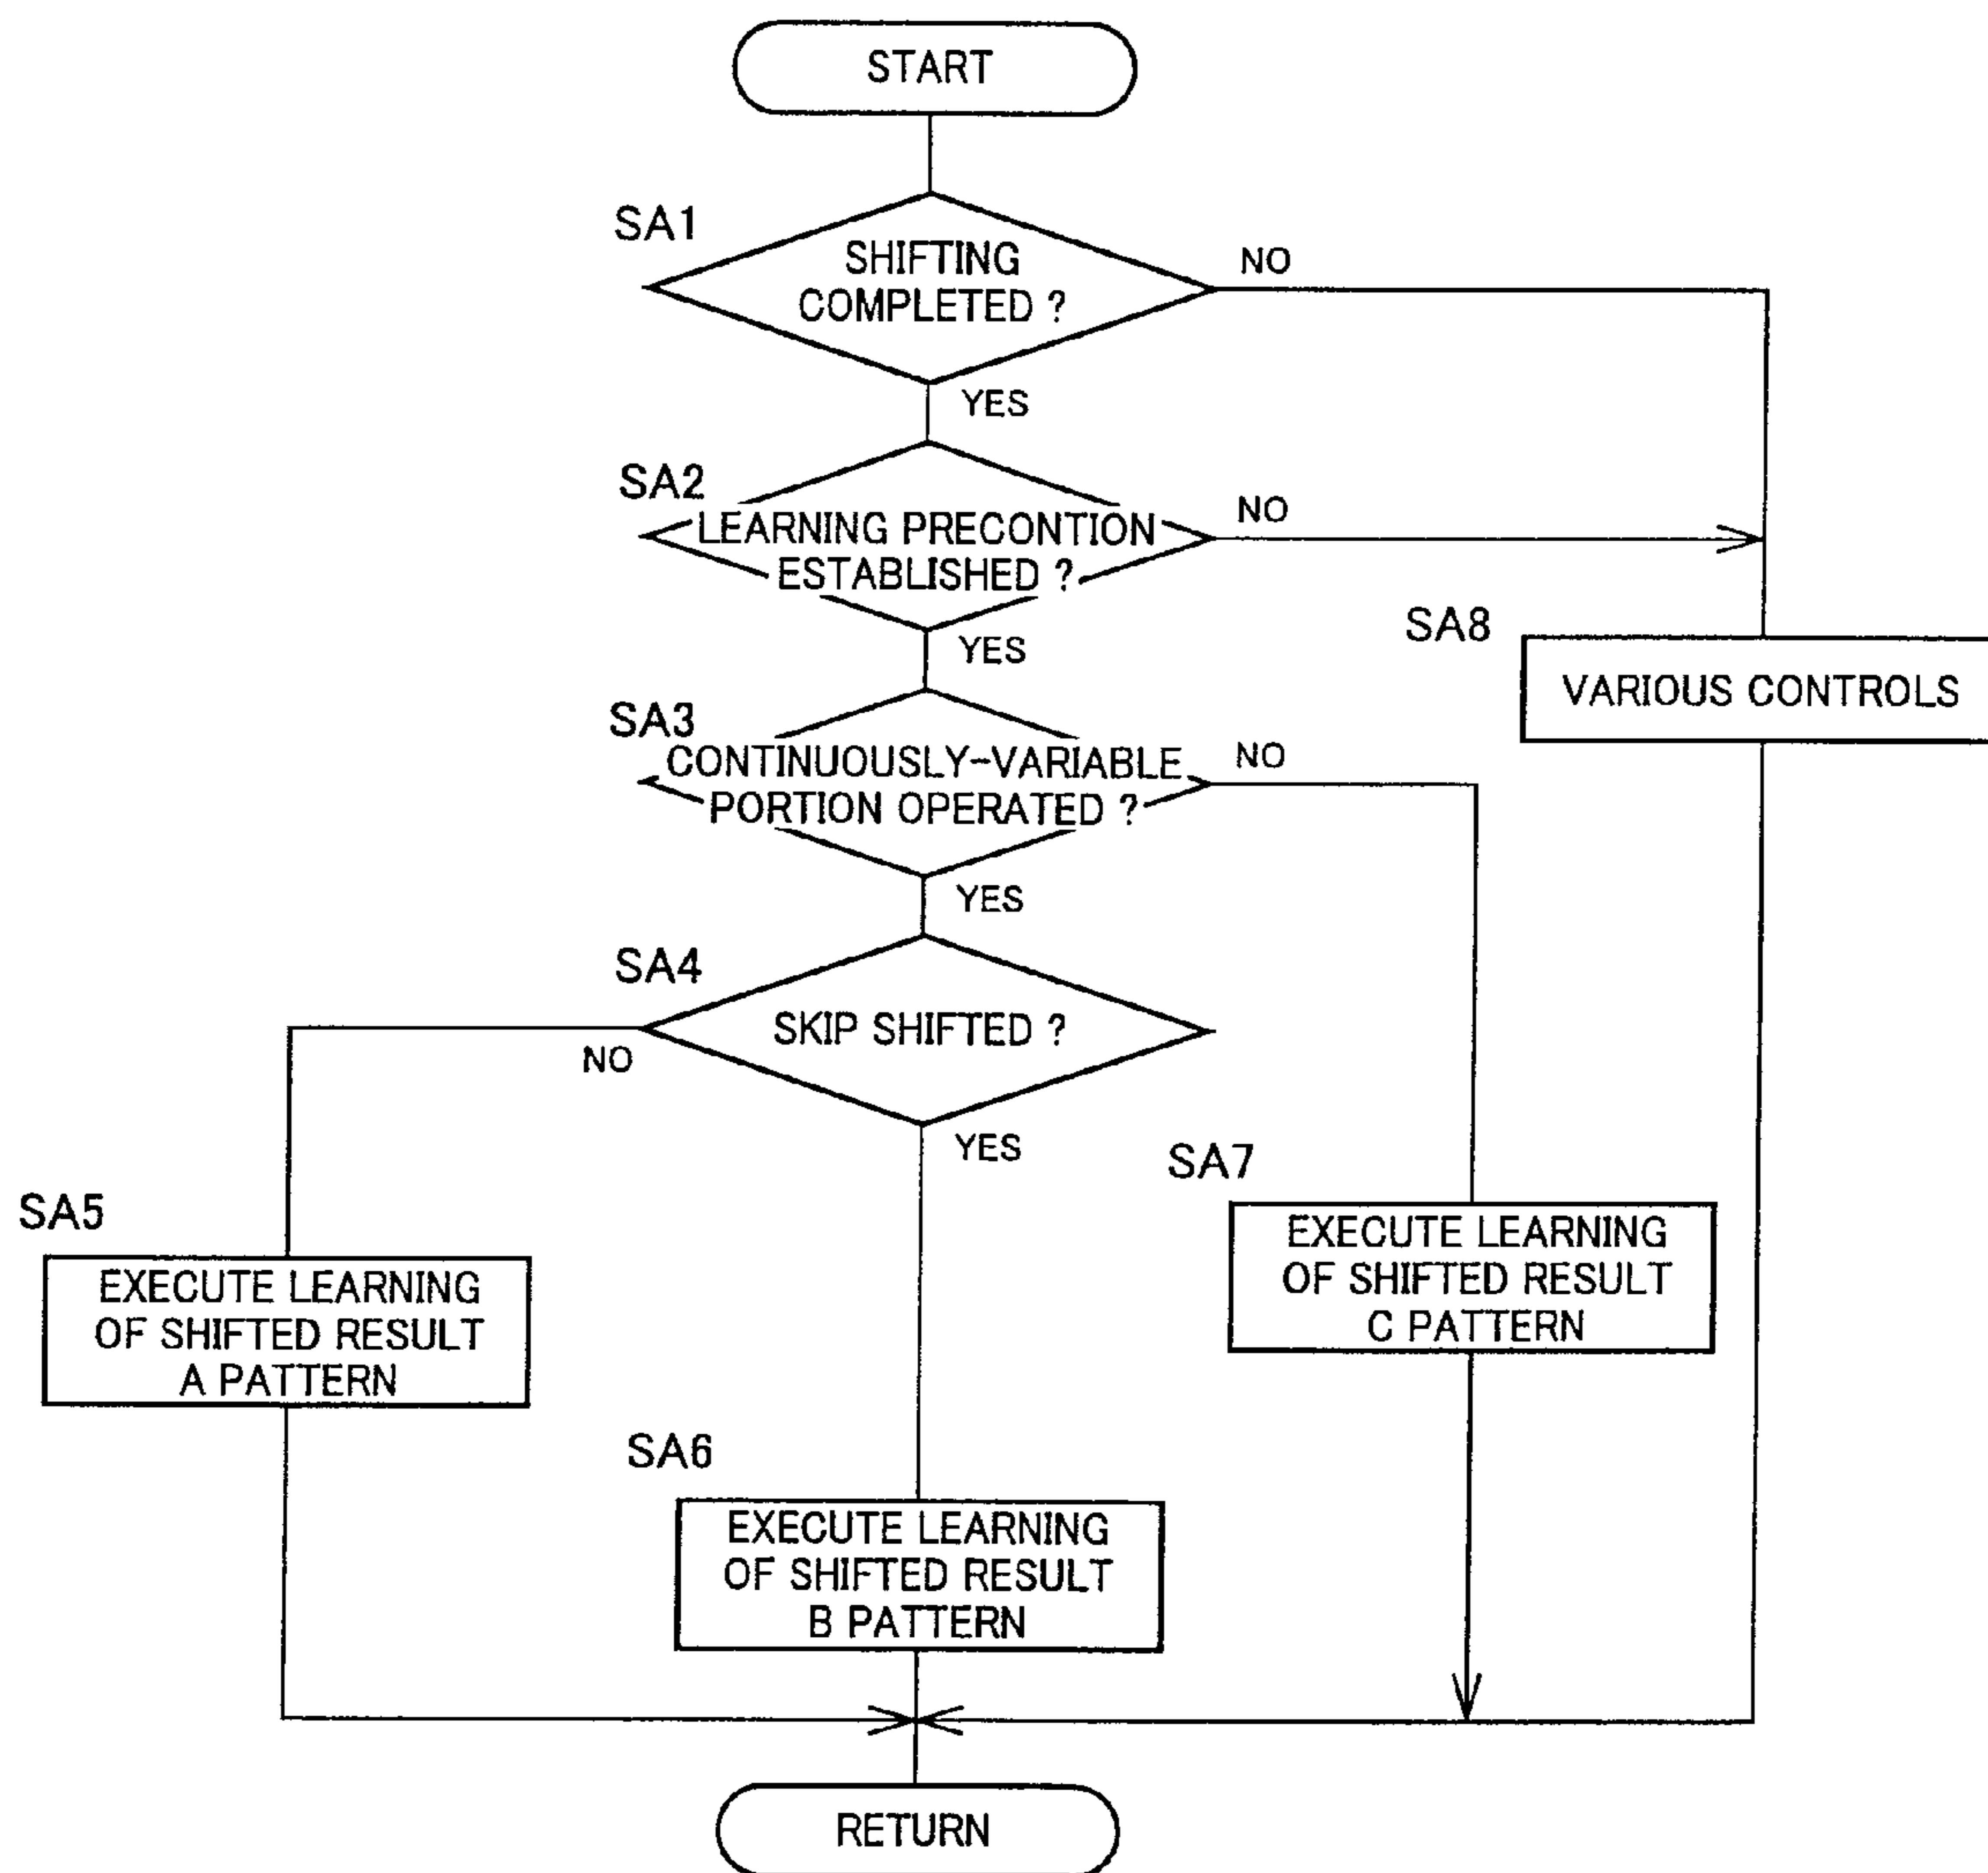 START
SA1
SHIFTING
COMPLETED ?
NO
YES
SA2
LEARNING PRECONTION
ESTABLISHED ?
NO
YES
SA8
VARIOUS CONTROLS
SA3
CONTINUOUSLY-VARIABLE
PORTION OPERATED ?
NO
YES
SA4
SKIP SHIFTED ?
NO
YES
SA7
EXECUTE LEARNING
OF SHIFTED RESULT
C PATTERN
SA5
EXECUTE LEARNING
OF SHIFTED RESULT
A PATTERN
SA6
EXECUTE LEARNING
OF SHIFTED RESULT
B PATTERN
RETURN